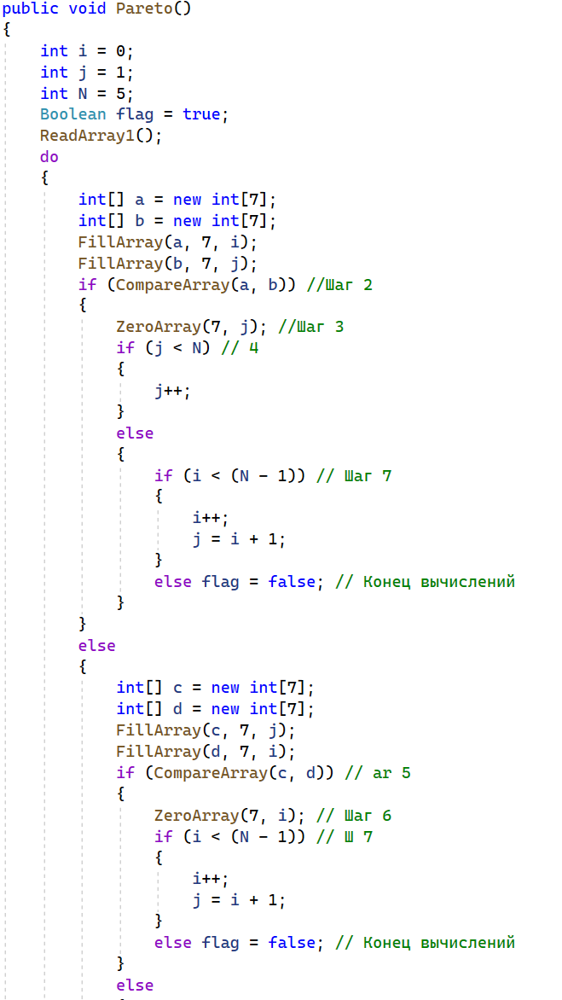 public void Pareto()
{
int i = 0;
int j = 1;
int N = 5;
Boolean flag = true;
ReadArray1();
do
{
int[] a = new int[7];
int[] b = new int[7];
FillArray(a, 7, i);
FillArray(b, 7, j);
if (CompareArray(a, b)) //Шаг 2
{
ZeroArray(7, j); //Шаг 3
if (j < N) // 4
{
j++;
}
else
{
if (i < (N - 1)) // Шаг 7
{
i++;
j = i + 1;
}
else flag = false; // Конец вычислений
}
}
else
{
int[] c = new int[7];
int[] d = new int[7];
FillArray(c, 7, j);
FillArray(d, 7, i);
if (CompareArray(c, d)) // аг 5
{
ZeroArray(7, i); // Шаг 6
if (i < (N - 1)) // Ш 7
{
i++;
j = i + 1;
}
else flag = false; // Конец вычислений
}
else